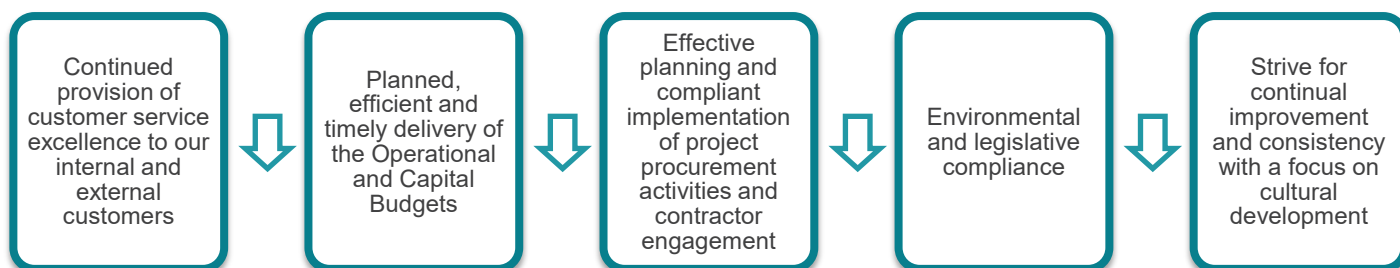 Continued
provision of
customer service
excellence to our
internal and
external
customers
Planned,
efficient and
timely delivery of
the Operational
and Capital
Budgets
Effective
planning and
compliant
implementation
of project
procurement
activities and
contractor
engagement
Environmental
and legislative
compliance
Strive for
continual
improvement
and consistency
with a focus on
cultural
development